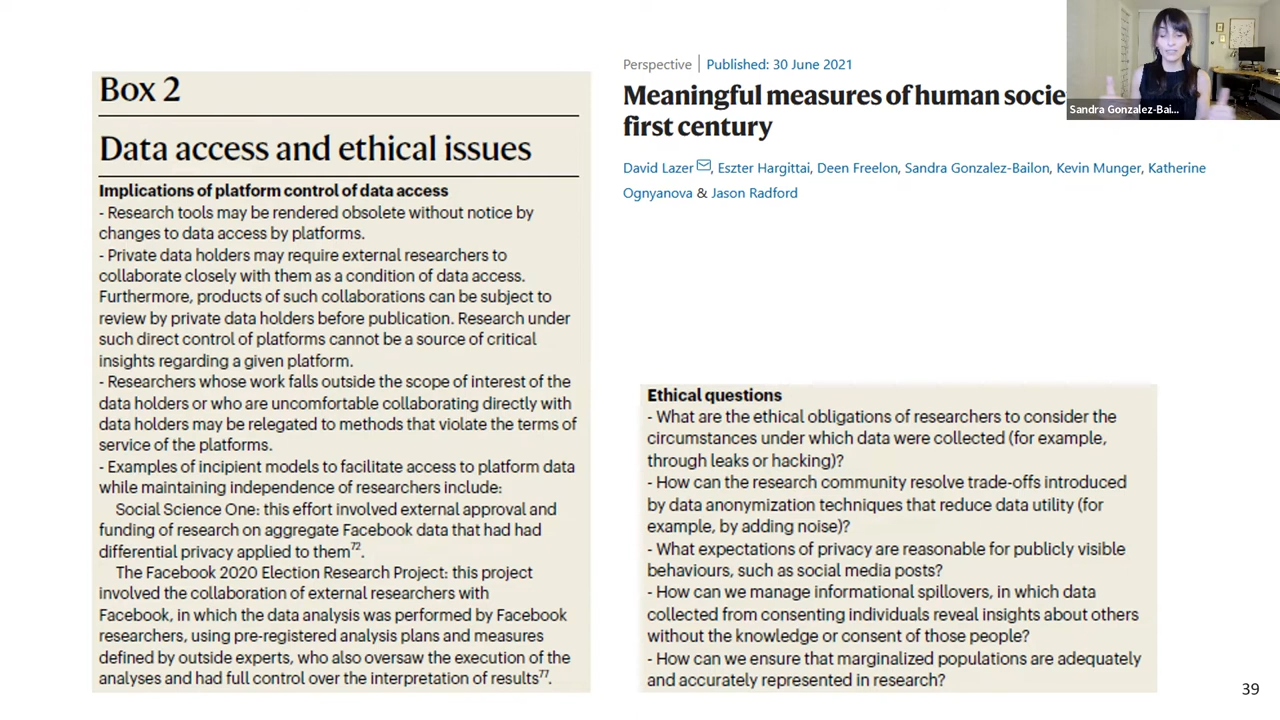 Box 2
Data access and ethical issues
Implications of platform control of data access
- Research tools may be rendered obsolete without notice by
changes to data access by platforms.
- Private data holders may require external researchers to
collaborate closely with them as a condition of data access.
Furthermore, products of such collaborations can be subject to
review by private data holders before publication. Research under
such direct control of platforms cannot be a source of critical
insights regarding a given platform.
- Researchers whose work falls outside the scope of interest of the
data holders or who are uncomfortable collaborating directly with
data holders may be relegated to methods that violate the terms of
service of the platforms.
- Examples of incipient models to facilitate access to platform data
while maintaining independence of researchers include:
Social Science One: this effort involved external approval and
funding of research on aggregate Facebook data that had had
differential privacy applied to them72.
The Facebook 2020 Election Research Project: this project
involved the collaboration of external researchers with
Facebook, in which the data analysis was performed by Facebook
researchers, using pre-registered analysis plans and measures
defined by outside experts, who also oversaw the execution of the
analyses and had full control over the interpretation of results77.
Perspective | Published: 30 June 2021
Meaningful measures of human socie
first century
David Lazer, Eszter Hargittai, Deen Freelon, Sandra Gonzalez-Bailon, Kevin Munger, Katherine
Ognyanova & Jason Radford
Sandra Gonzalez-Bai...
Ethical questions
- What are the ethical obligations of researchers to consider the
circumstances under which data were collected (for example,
through leaks or hacking)?
- How can the research community resolve trade-offs introduced
by data anonymization techniques that reduce data utility (for
example, by adding noise)?
- What expectations of privacy are reasonable for publicly visible
behaviours, such as social media posts?
- How can we manage informational spillovers, in which data
collected from consenting individuals reveal insights about others
without the knowledge or consent of those people?
- How can we ensure that marginalized populations are adequately
and accurately represented in research?
39